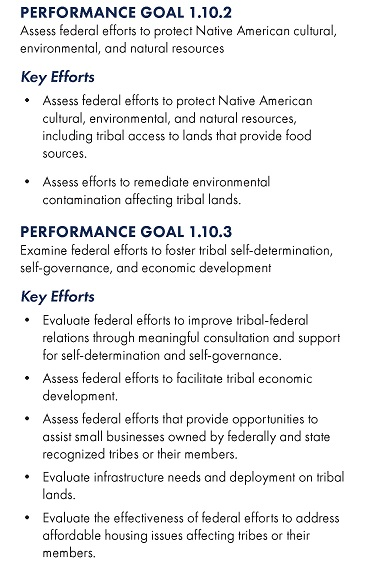 PERFORMANCE GOAL 1.10.2
Assess federal efforts to protect Native American cultural,
environmental, and natural resources
Key Efforts
• Assess federal efforts to protect Native American
cultural, environmental, and natural resources,
including tribal access to lands that provide food
sources.
• Assess efforts to remediate environmental
contamination affecting tribal lands.
PERFORMANCE GOAL 1.10.3
Examine federal efforts to foster tribal self-determination,
self-governance, and economic development
Key Efforts
• Evaluate federal efforts to improve tribal-federal
relations through meaningful consultation and support
for self-determination and self-governance.
• Assess federal efforts to facilitate tribal economic
development.
• Assess federal efforts that provide opportunities to
assist small businesses owned by federally and state
recognized tribes or their members.
• Evaluate infrastructure needs and deployment on tribal
lands.
• Evaluate the effectiveness of federal efforts to address
affordable housing issues affecting tribes or their
members.